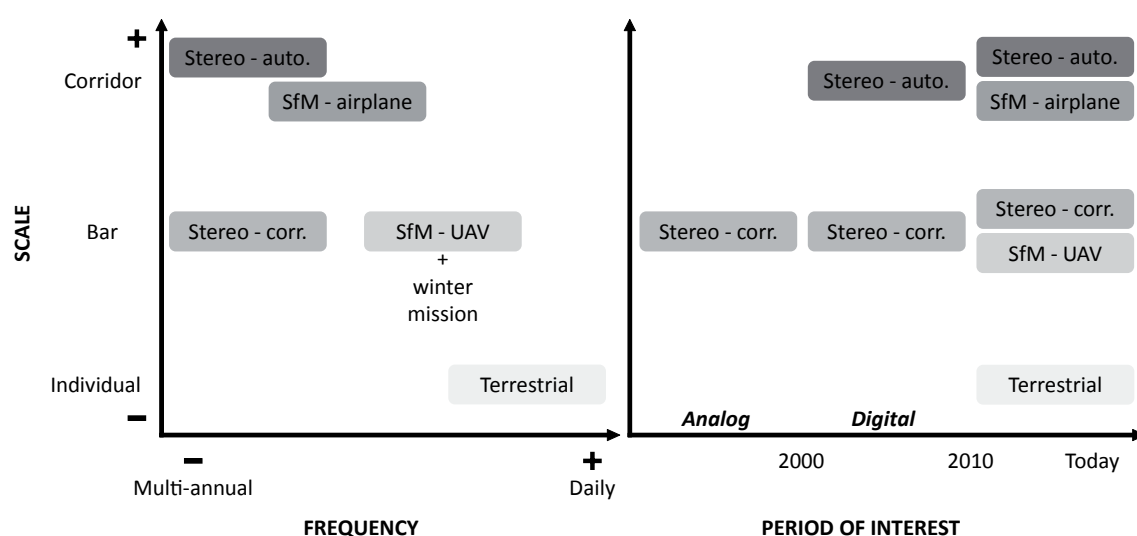 +
Corridor
SCALE
Bar
Individual
–
Stereo - auto.
SfM - airplane
Stereo - corr.
SfM - UAV
+
winter
mission
Terrestrial
–
Multi-annual
+
Daily
FREQUENCY
Stereo - auto.
Stereo - auto.
SfM - airplane
Stereo - corr.
Stereo - corr.
Stereo - corr.
SfM - UAV
Terrestrial
Analog
Digital
2000
2010
Today
PERIOD OF INTEREST